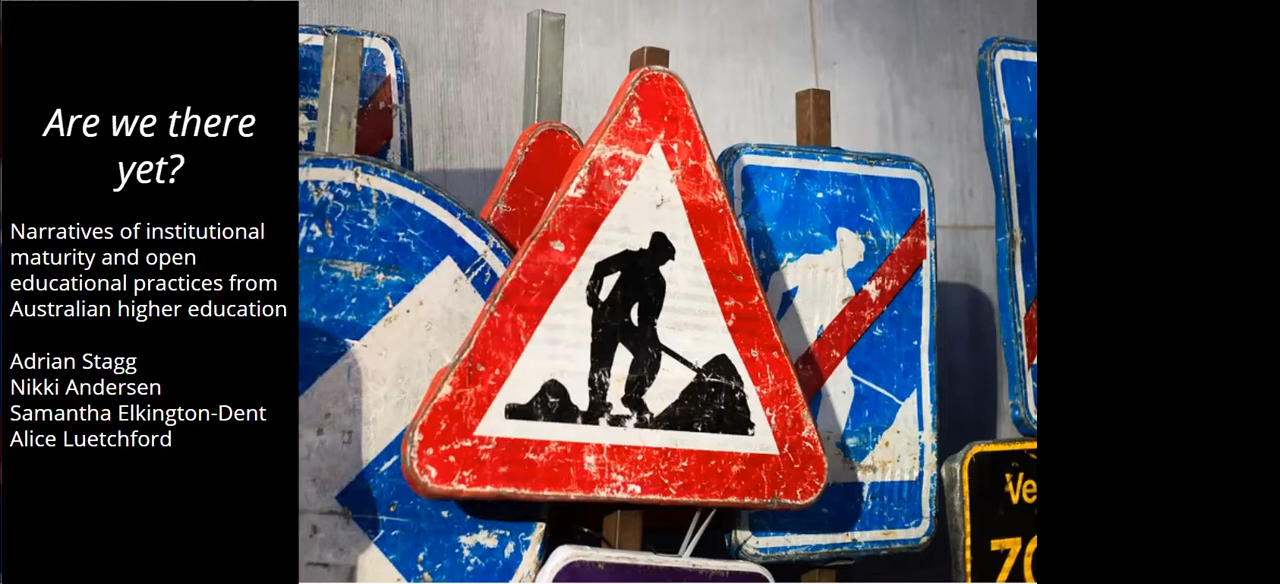 Are we there
yet?
Narratives of institutional
maturity and open
educational practices from
Australian higher education
Adrian Stagg
Nikki Andersen
Samantha Elkington-Dent
Alice Luetchford